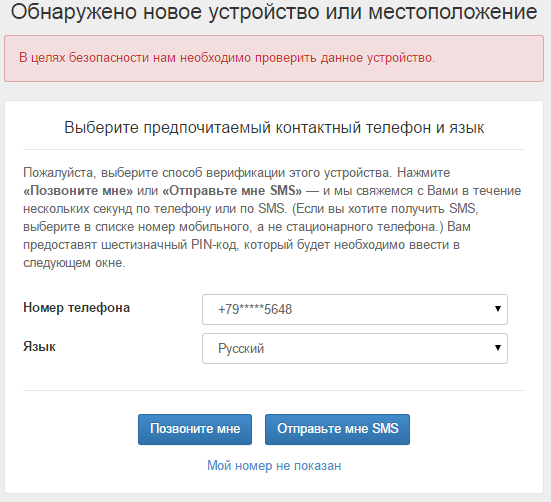 Обнаружено новое устройство или местоположение
В целях безопасности нам необходимо проверить данное устройство.
Выберите предпочитаемый контактный телефон и язык
Пожалуйста, выберите способ верификации этого устройства. Нажмите
«Позвоните мне» или «Отправьте мне SMS» — и мы свяжемся с Вами в течение
нескольких секунд по телефону или по SMS. (Если вы хотите получить SMS,
выберите в списке номер мобильного, а не стационарного телефона.) Вам
предоставят шестизначный PIN-код, который будет необходимо ввести в
следующем окне.
Номер телефона +79*****5648
Язык Русский
Позвоните мне Отправьте мне SMS
Мой номер не показан